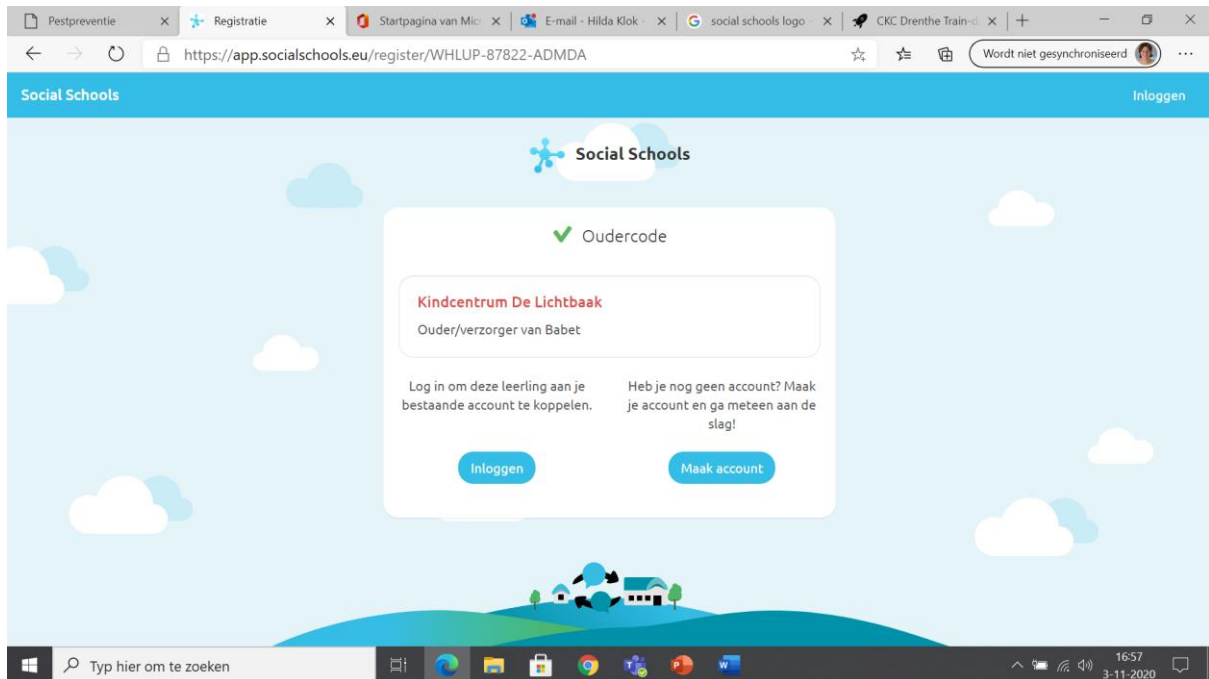 Pestpreventie
Registratie
Startpagina van Mic
E-mail - Hilda Klok -
social schools logo -
CKC Drenthe Train-d
https://app.socialschools.eu/register/WHLUP-87822-ADMDA
Wordt niet gesynchroniseerd
Social Schools
Inloggen
Social Schools
Oudercode
Kindcentrum De Lichtbaak
Ouder/verzorger van Babet
Log in om deze leerling aan je
bestaande account te koppelen.
Inloggen
Heb je nog geen account? Maak
je account en ga meteen aan de
slag!
Maak account
Typ hier om te zoeken
16:57
3-11-2020